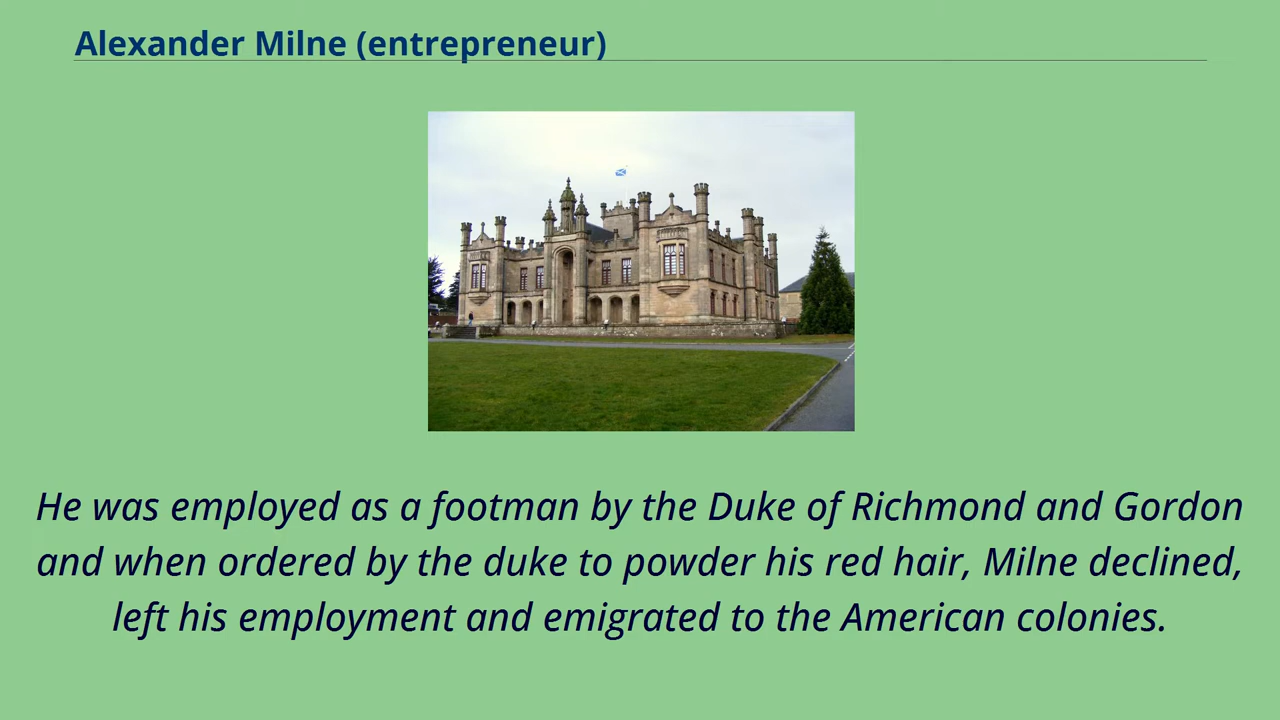 Alexander Milne (entrepreneur)
He was employed as a footman by the Duke of Richmond and Gordon
and when ordered by the duke to powder his red hair, Milne declined,
left his employment and emigrated to the American colonies.